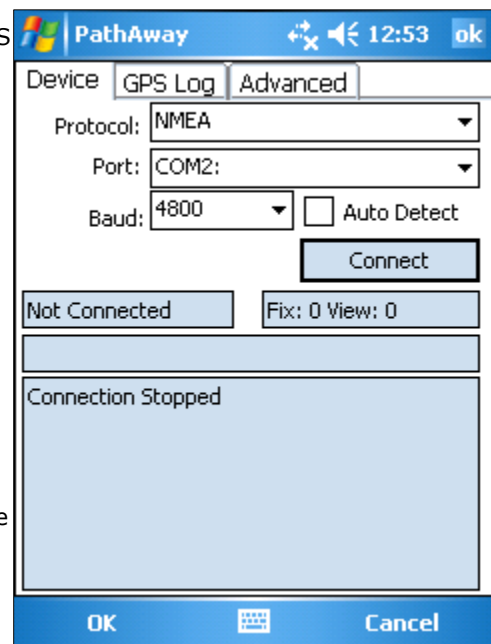 S
PathAway 12:53 ok
Device GPS Log Advanced
Protocol: NMEA
Port: COM2:
Baud: 4800 Auto Detect
Connect
Not Connected Fix: 0 View: 0
Connection Stopped
e
OK Cancel